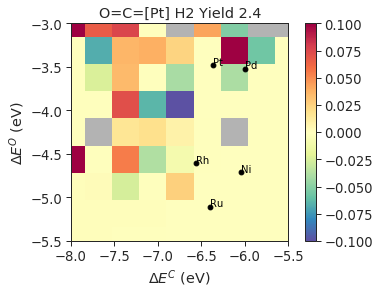 O=C=[Pt] H2 Yield 2.4
−3.0
−3.5
−4.0
−4.5
−5.0
−5.5
ΔE^O (eV)
Pt
Pd
Rh
Ni
Ru
−8.0 −7.5 −7.0 −6.5 −6.0 −5.5
ΔE^C (eV)
0.100
0.075
0.050
0.025
0.000
−0.025
−0.050
−0.075
−0.100